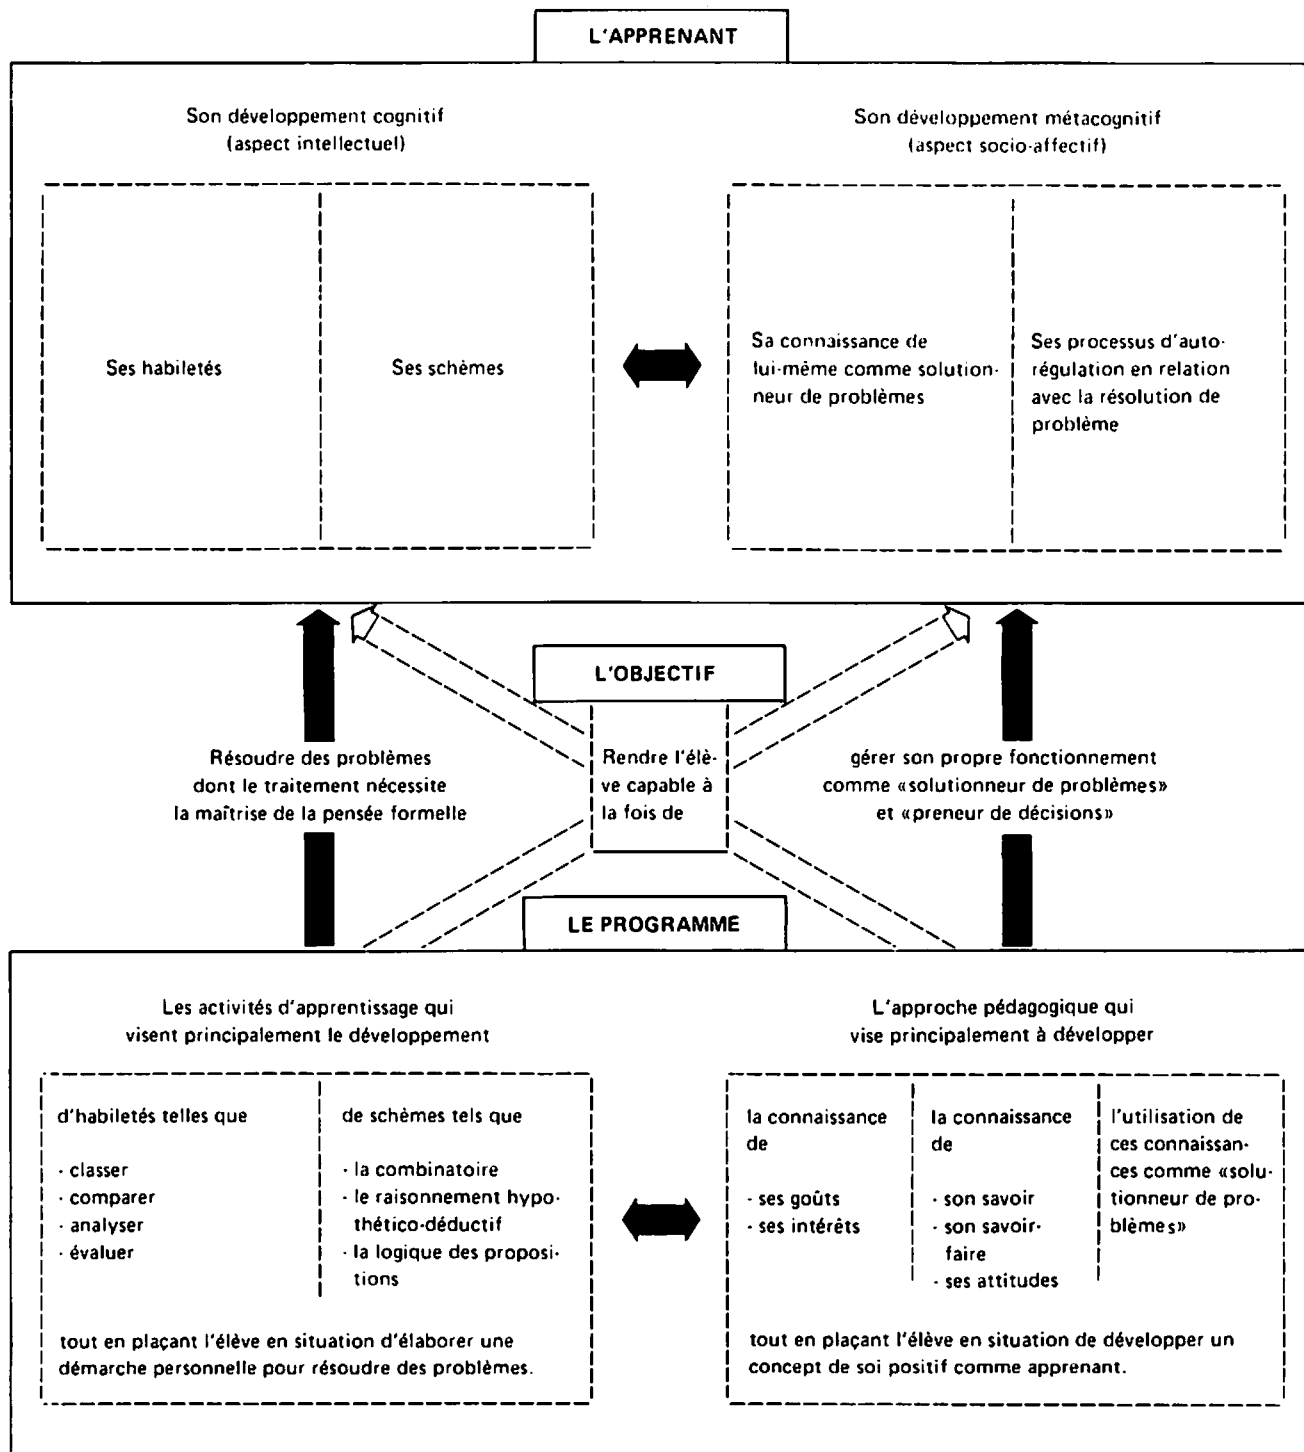 L'APPRENANT
Son développement cognitif
(aspect intellectuel)
Son développement métacognitif
(aspect socio-affectif)
Ses habiletés
Ses schèmes
Sa connaissance de
lui-même comme solution-
neur de problèmes
Ses processus d'auto-
régulation en relation
avec la résolution de
problème
L'OBJECTIF
Résoudre des problèmes
dont le traitement nécessite
la maîtrise de la pensée formelle
Rendre l'élè-
ve capable à
la fois de
gérer son propre fonctionnement
comme «solutionneur de problèmes»
et «preneur de décisions»
LE PROGRAMME
Les activités d'apprentissage qui
visent principalement le développement
d'habiletés telles que
· classer
· comparer
· analyser
· évaluer
de schèmes tels que
· la combinatoire
· le raisonnement hypo-
thético-déductif
· la logique des proposi-
tions
tout en plaçant l'élève en situation d'élaborer une
démarche personnelle pour résoudre des problèmes.
L'approche pédagogique qui
vise principalement à développer
la connaissance
de
- ses goûts
- ses intérêts
la connaissance
de
· son savoir
· son savoir-
faire
- ses attitudes
l'utilisation de
ces connaissan-
ces comme «solu-
tionneur de pro-
blèmes»
tout en plaçant l'élève en situation de développer un
concept de soi positif comme apprenant.